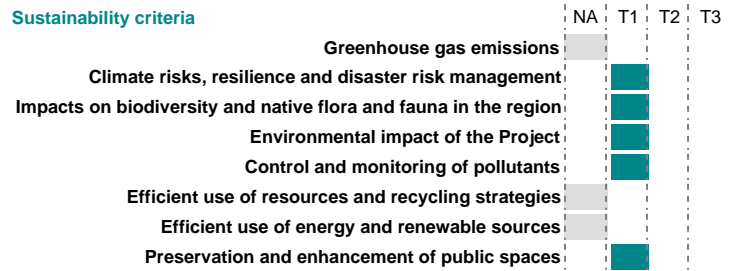 Sustainability criteria NA T1 T2 T3
Greenhouse gas emissions
Climate risks, resilience and disaster risk management
Impacts on biodiversity and native flora and fauna in the region
Environmental impact of the Project
Control and monitoring of pollutants
Efficient use of resources and recycling strategies
Efficient use of energy and renewable sources
Preservation and enhancement of public spaces